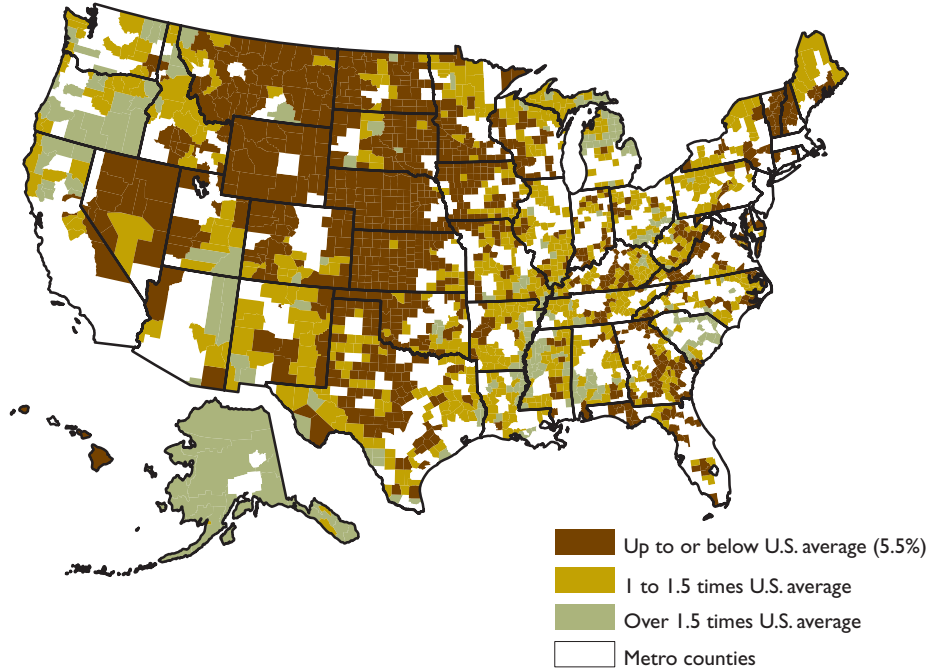 Up to or below U.S. average (5.5%)
1 to 1.5 times U.S. average
Over 1.5 times U.S. average
Metro counties